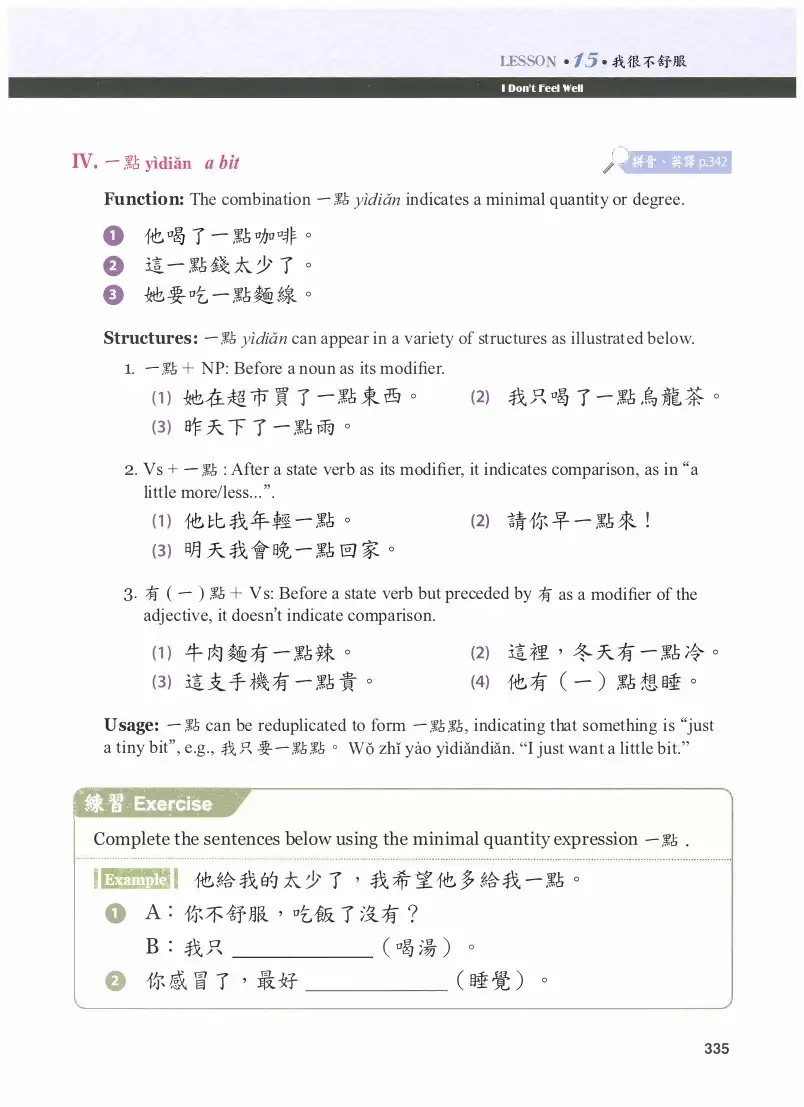 LESSON • 15 • 我很不舒服
I Don't Feel Well
IV. 一點 yìdiǎn a bit
拼音、英譯 p.342
Function: The combination 一點 yìdiǎn indicates a minimal quantity or degree.
1 他喝了一點咖啡。
2 這一點錢太少了。
3 她要吃一點麵線。
Structures: 一點 yìdiǎn can appear in a variety of structures as illustrated below.
1. 一點 + NP: Before a noun as its modifier.
(1) 她在超市買了一點東西。 (2) 我只喝了一點烏龍茶。
(3) 昨天下了一點雨。
2. Vs + 一點 : After a state verb as its modifier, it indicates comparison, as in “a
little more/less...”.
(1) 他比我年輕一點。 (2) 請你早一點來！
(3) 明天我會晚一點回家。
3. 有 ( 一 ) 點 + Vs: Before a state verb but preceded by 有 as a modifier of the
adjective, it doesn’t indicate comparison.
(1) 牛肉麵有一點辣。 (2) 這裡，冬天有一點冷。
(3) 這支手機有一點貴。 (4) 他有（一）點想睡。
Usage: 一點 can be reduplicated to form 一點點, indicating that something is “just
a tiny bit”, e.g., 我只要一點點。 Wǒ zhǐ yào yìdiǎndiǎn. “I just want a little bit.”
練習 Exercise
Complete the sentences below using the minimal quantity expression 一點 .
Example 他給我的太少了，我希望他多給我一點。
1 A：你不舒服，吃飯了沒有？
B：我只 ____________（喝湯）。
2 你感冒了，最好 ____________（睡覺）。
335